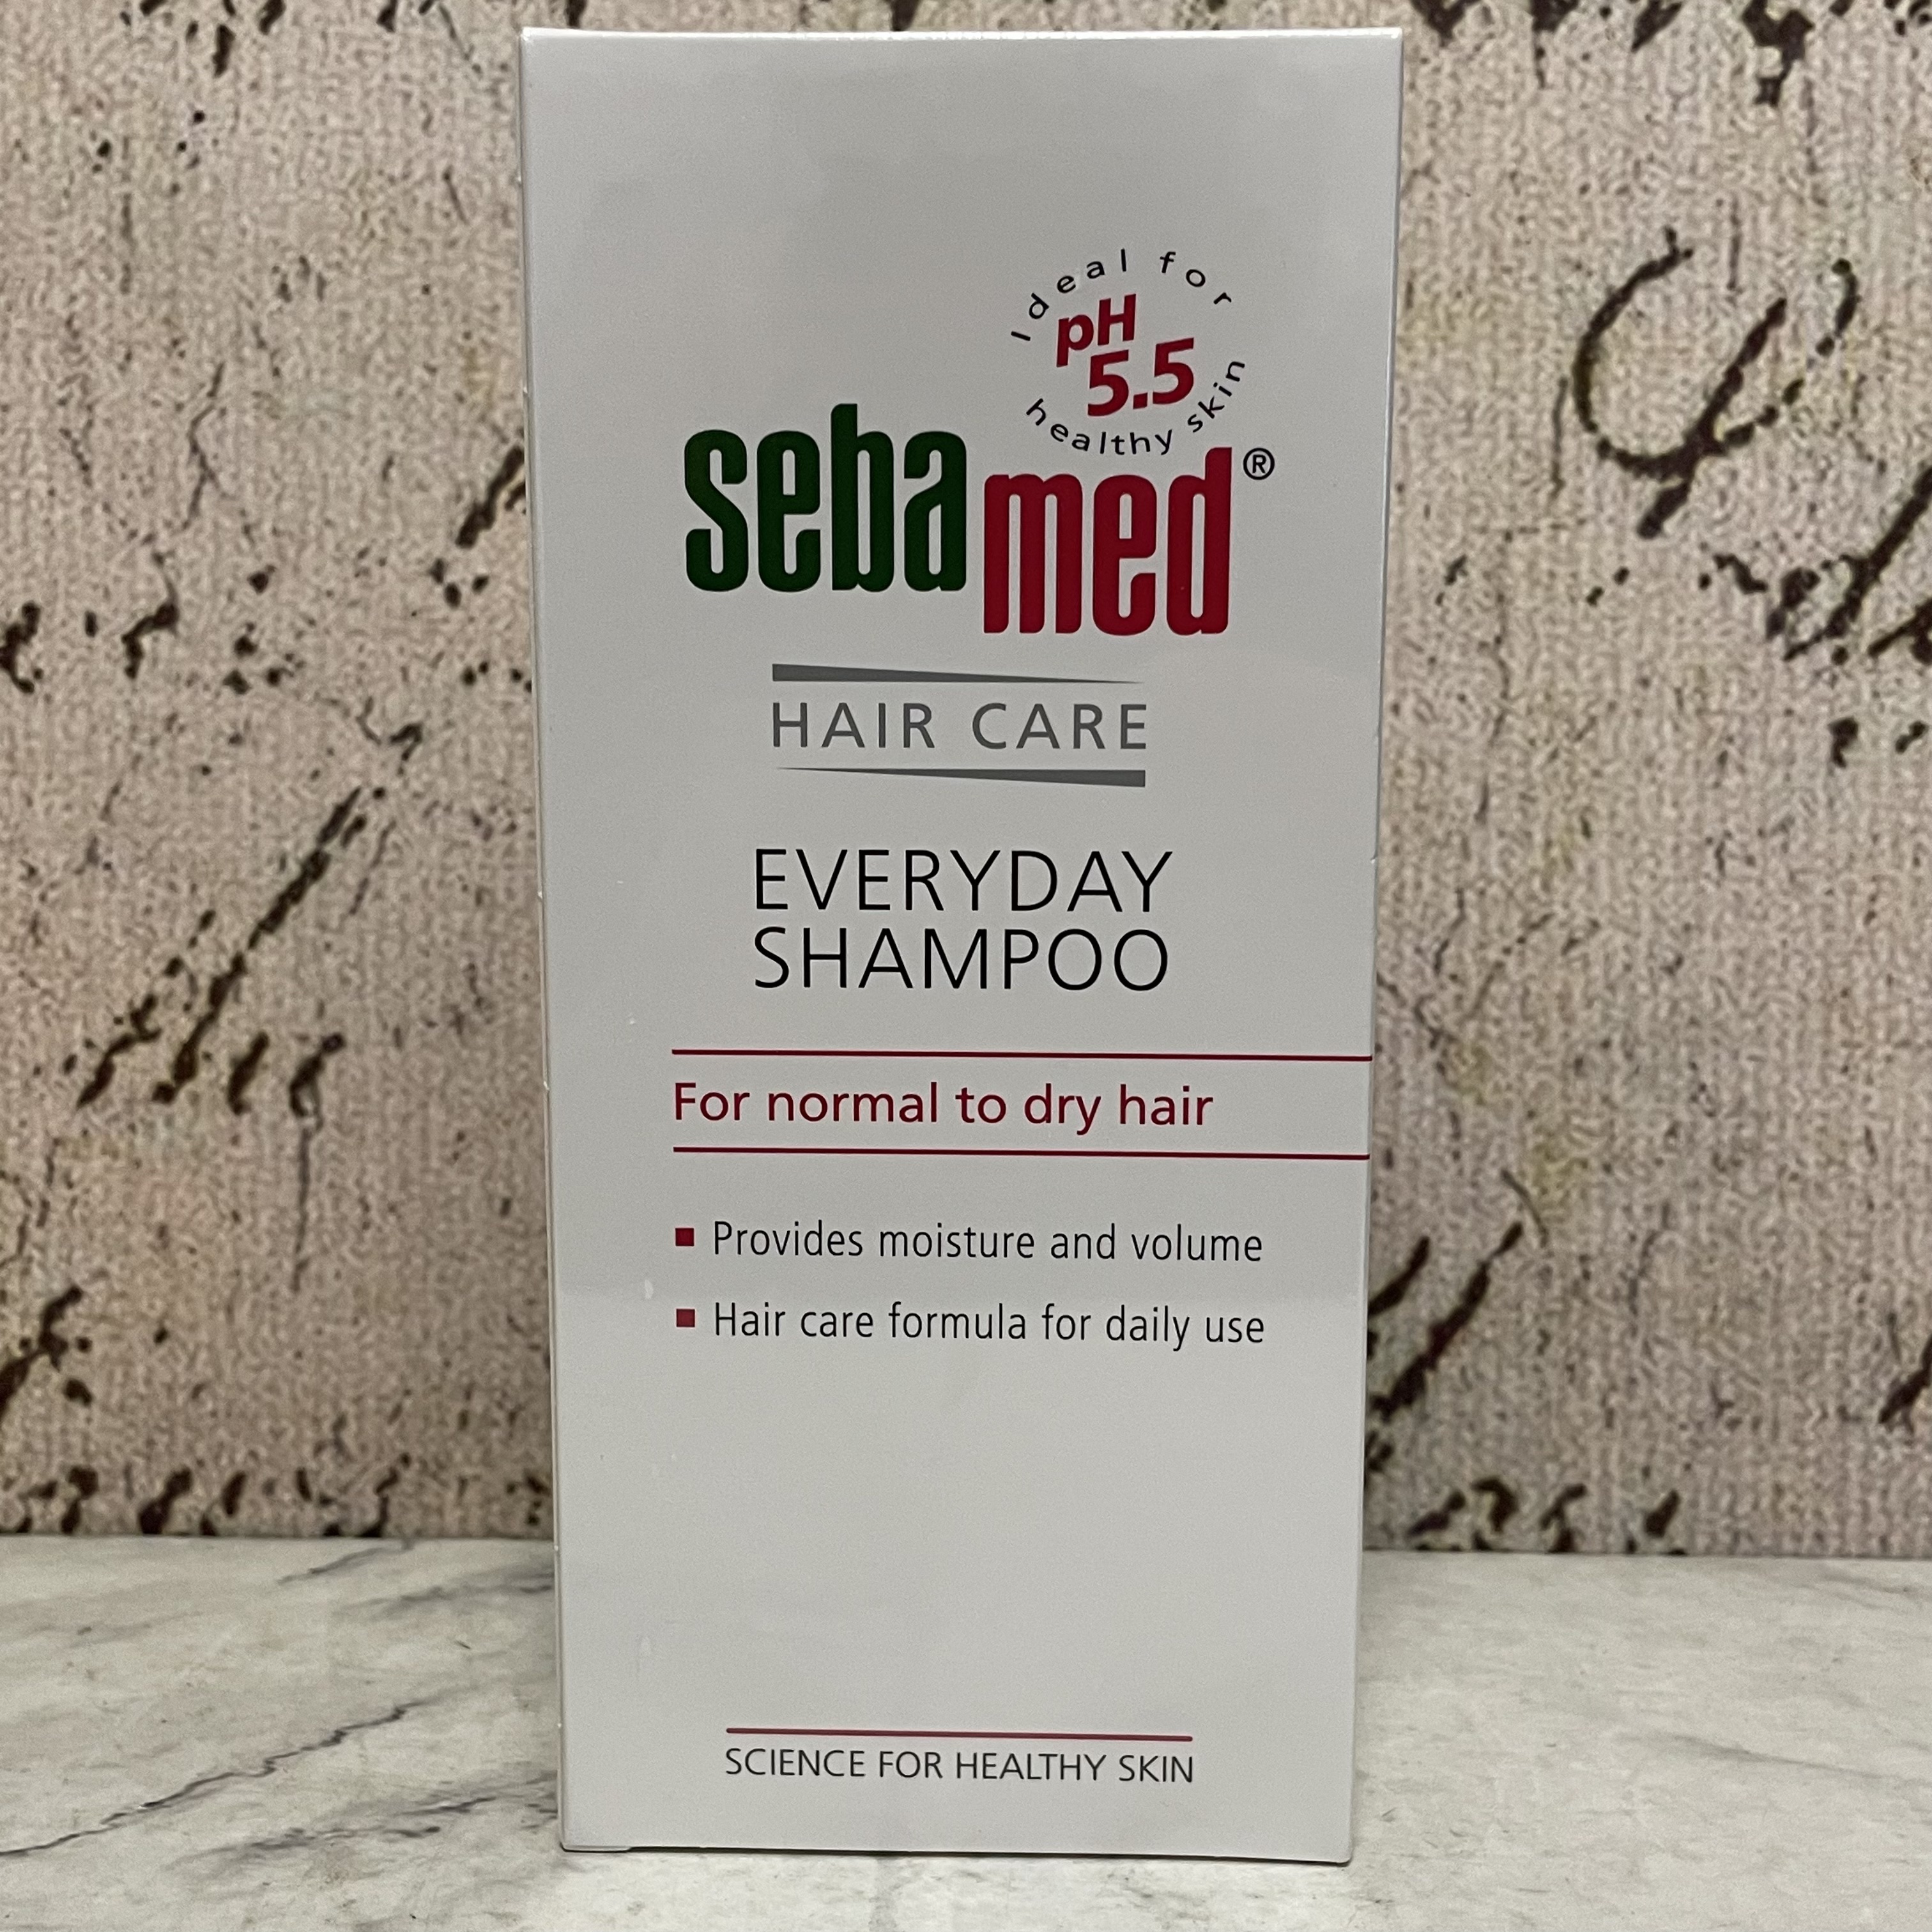 Ideal for
pH
5.5
healthy skin
sebamed®
HAIR CARE
EVERYDAY
SHAMPOO
For normal to dry hair
▪ Provides moisture and volume
▪ Hair care formula for daily use
SCIENCE FOR HEALTHY SKIN